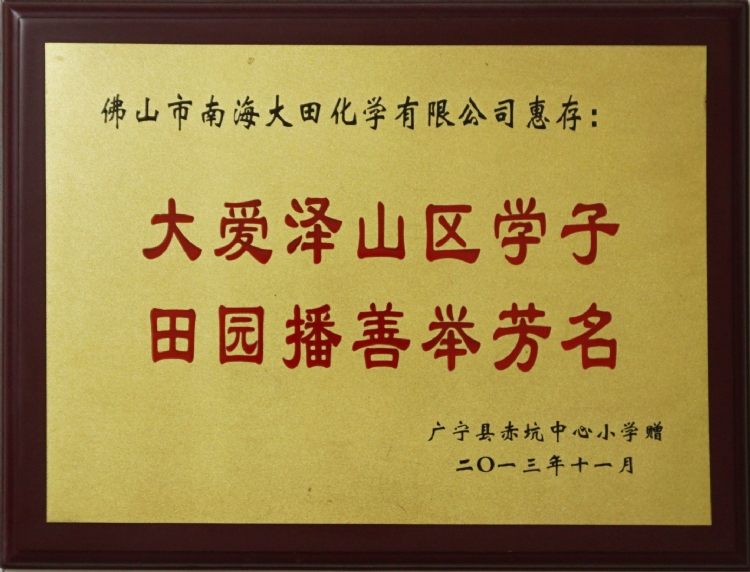 佛山市南海大田化学有限公司惠存：
大爱泽山区学子
田园播善举芳名
广宁县赤坑中心小学赠
二〇一三年十一月